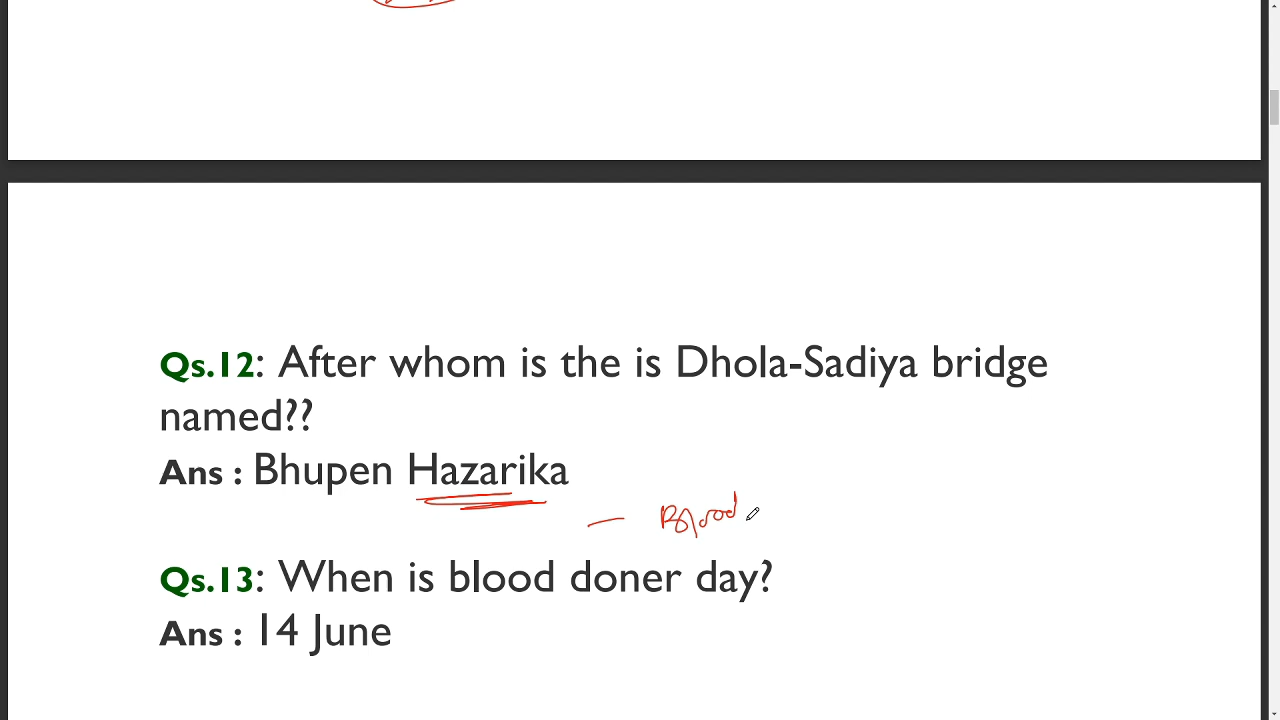 Qs.12: After whom is the is Dhola-Sadiya bridge
named??
Ans : Bhupen Hazarika
– Blood
Qs.13: When is blood doner day?
Ans : 14 June